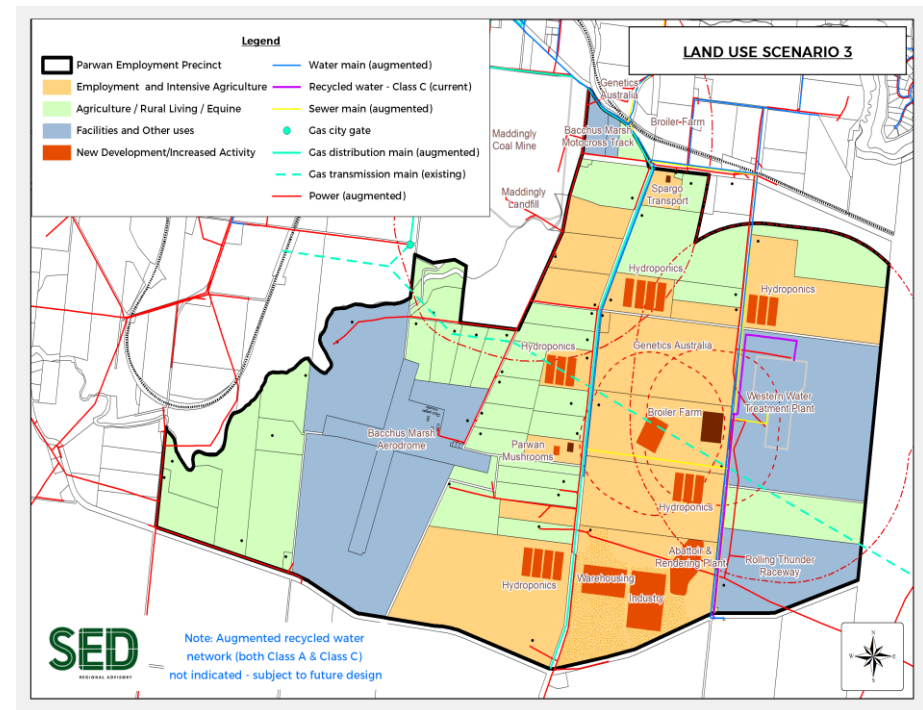 Legend
Parwan Employment Precinct
Employment and Intensive Agriculture
Agriculture / Rural Living / Equine
Facilities and Other uses
New Development/Increased Activity
Water main (augmented)
Recycled water - Class C (current)
Sewer main (augmented)
Gas city gate
Gas distribution main (augmented)
Gas transmission main (existing)
Power (augmented)
LAND USE SCENARIO 3
Genetics
Australia
Broiler Farm
Maddingly
Coal Mine
Bacchus Marsh
Motocross Track
Maddingly
Landfill
Spargo
Transport
Hydroponics
Hydroponics
Hydroponics
Genetics Australia
Western Water
Treatment Plant
Broiler Farm
Bacchus Marsh
Aerodrome
Parwan
Mushrooms
Hydroponics
Abattoir &
Rendering Plant
Rolling Thunder
Raceway
Hydroponics
Warehousing
Industry
SED
REGIONAL ADVISORY
Note: Augmented recycled water
network (both Class A & Class C)
not indicated - subject to future design
N
W
E
S